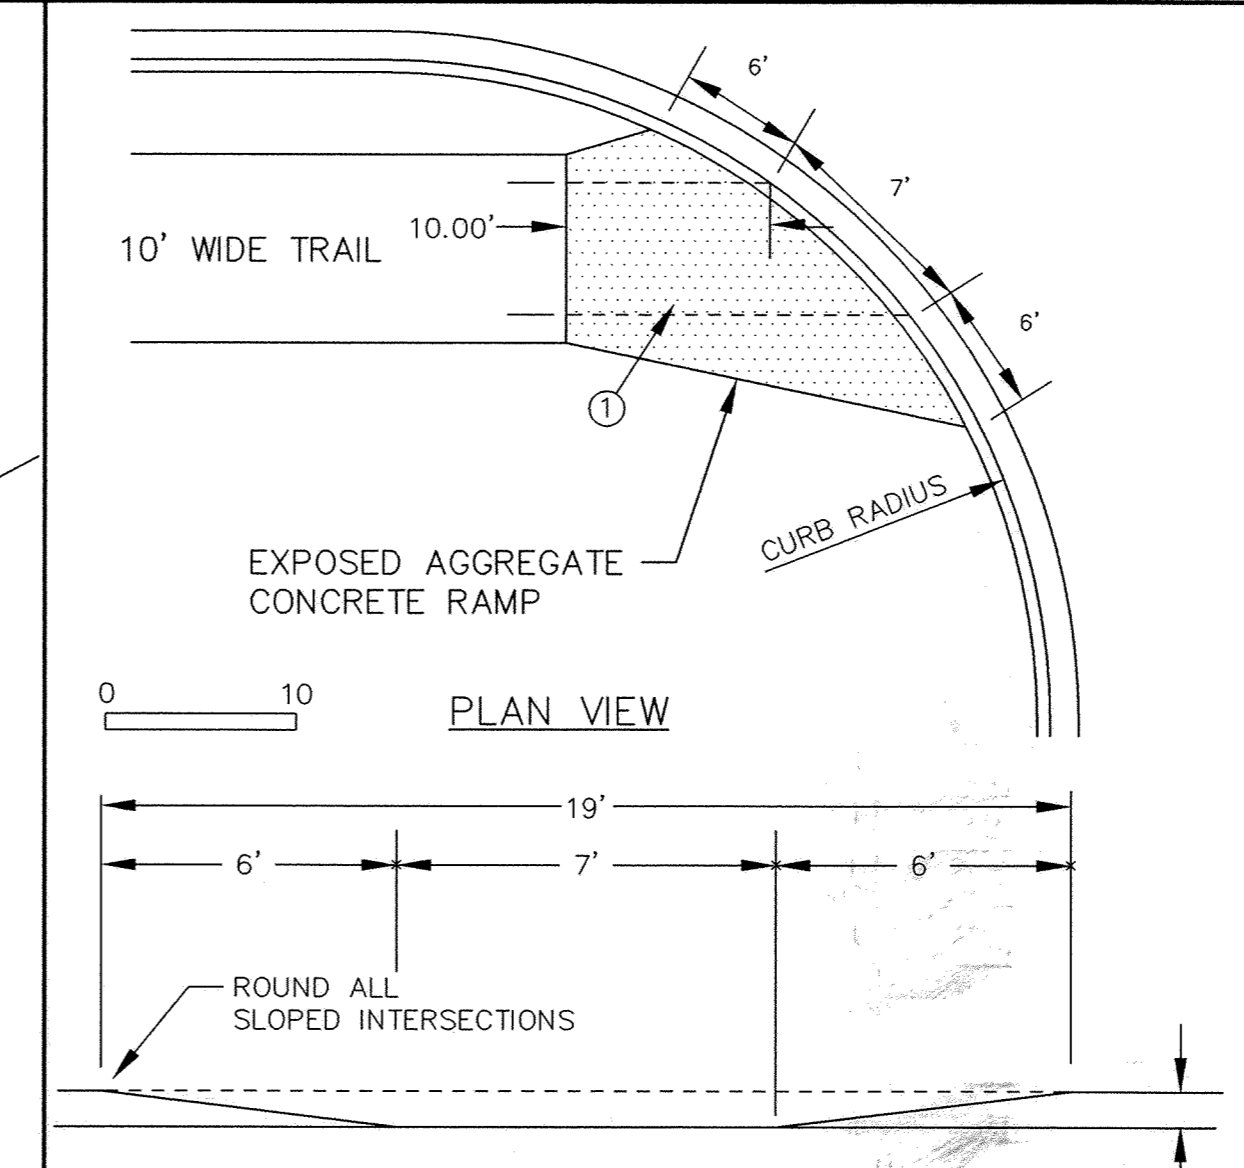 6'
7'
10.00'
10' WIDE TRAIL
6'
1
CURB RADIUS
EXPOSED AGGREGATE
CONCRETE RAMP
0 10
PLAN VIEW
19'
6' 7' 6'
ROUND ALL
SLOPED INTERSECTIONS